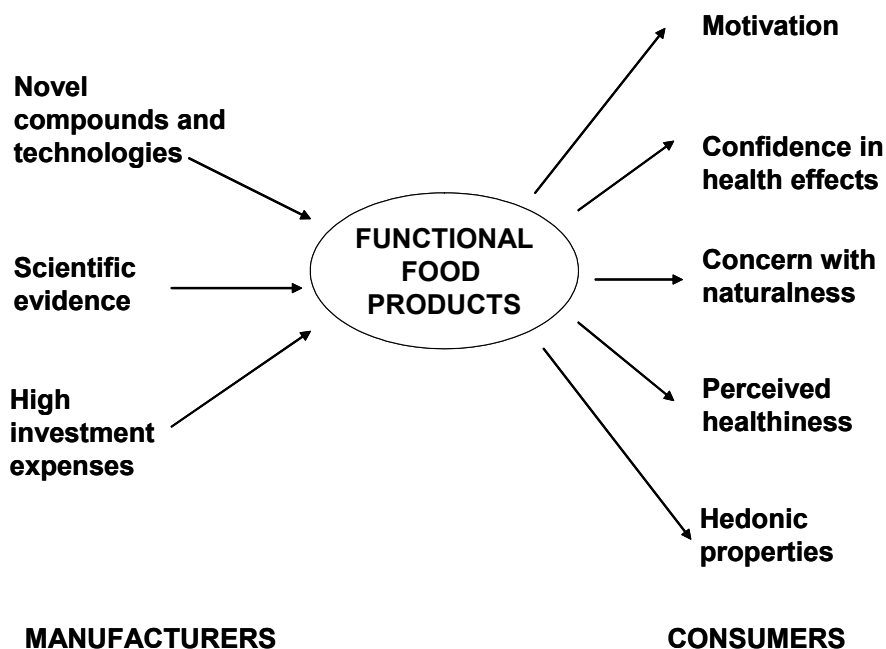 Novel
compounds and
technologies
Scientific
evidence
High
investment
expenses
MANUFACTURERS
FUNCTIONAL
FOOD
PRODUCTS
Motivation
Confidence in
health effects
Concern with
naturalness
Perceived
healthiness
Hedonic
properties
CONSUMERS